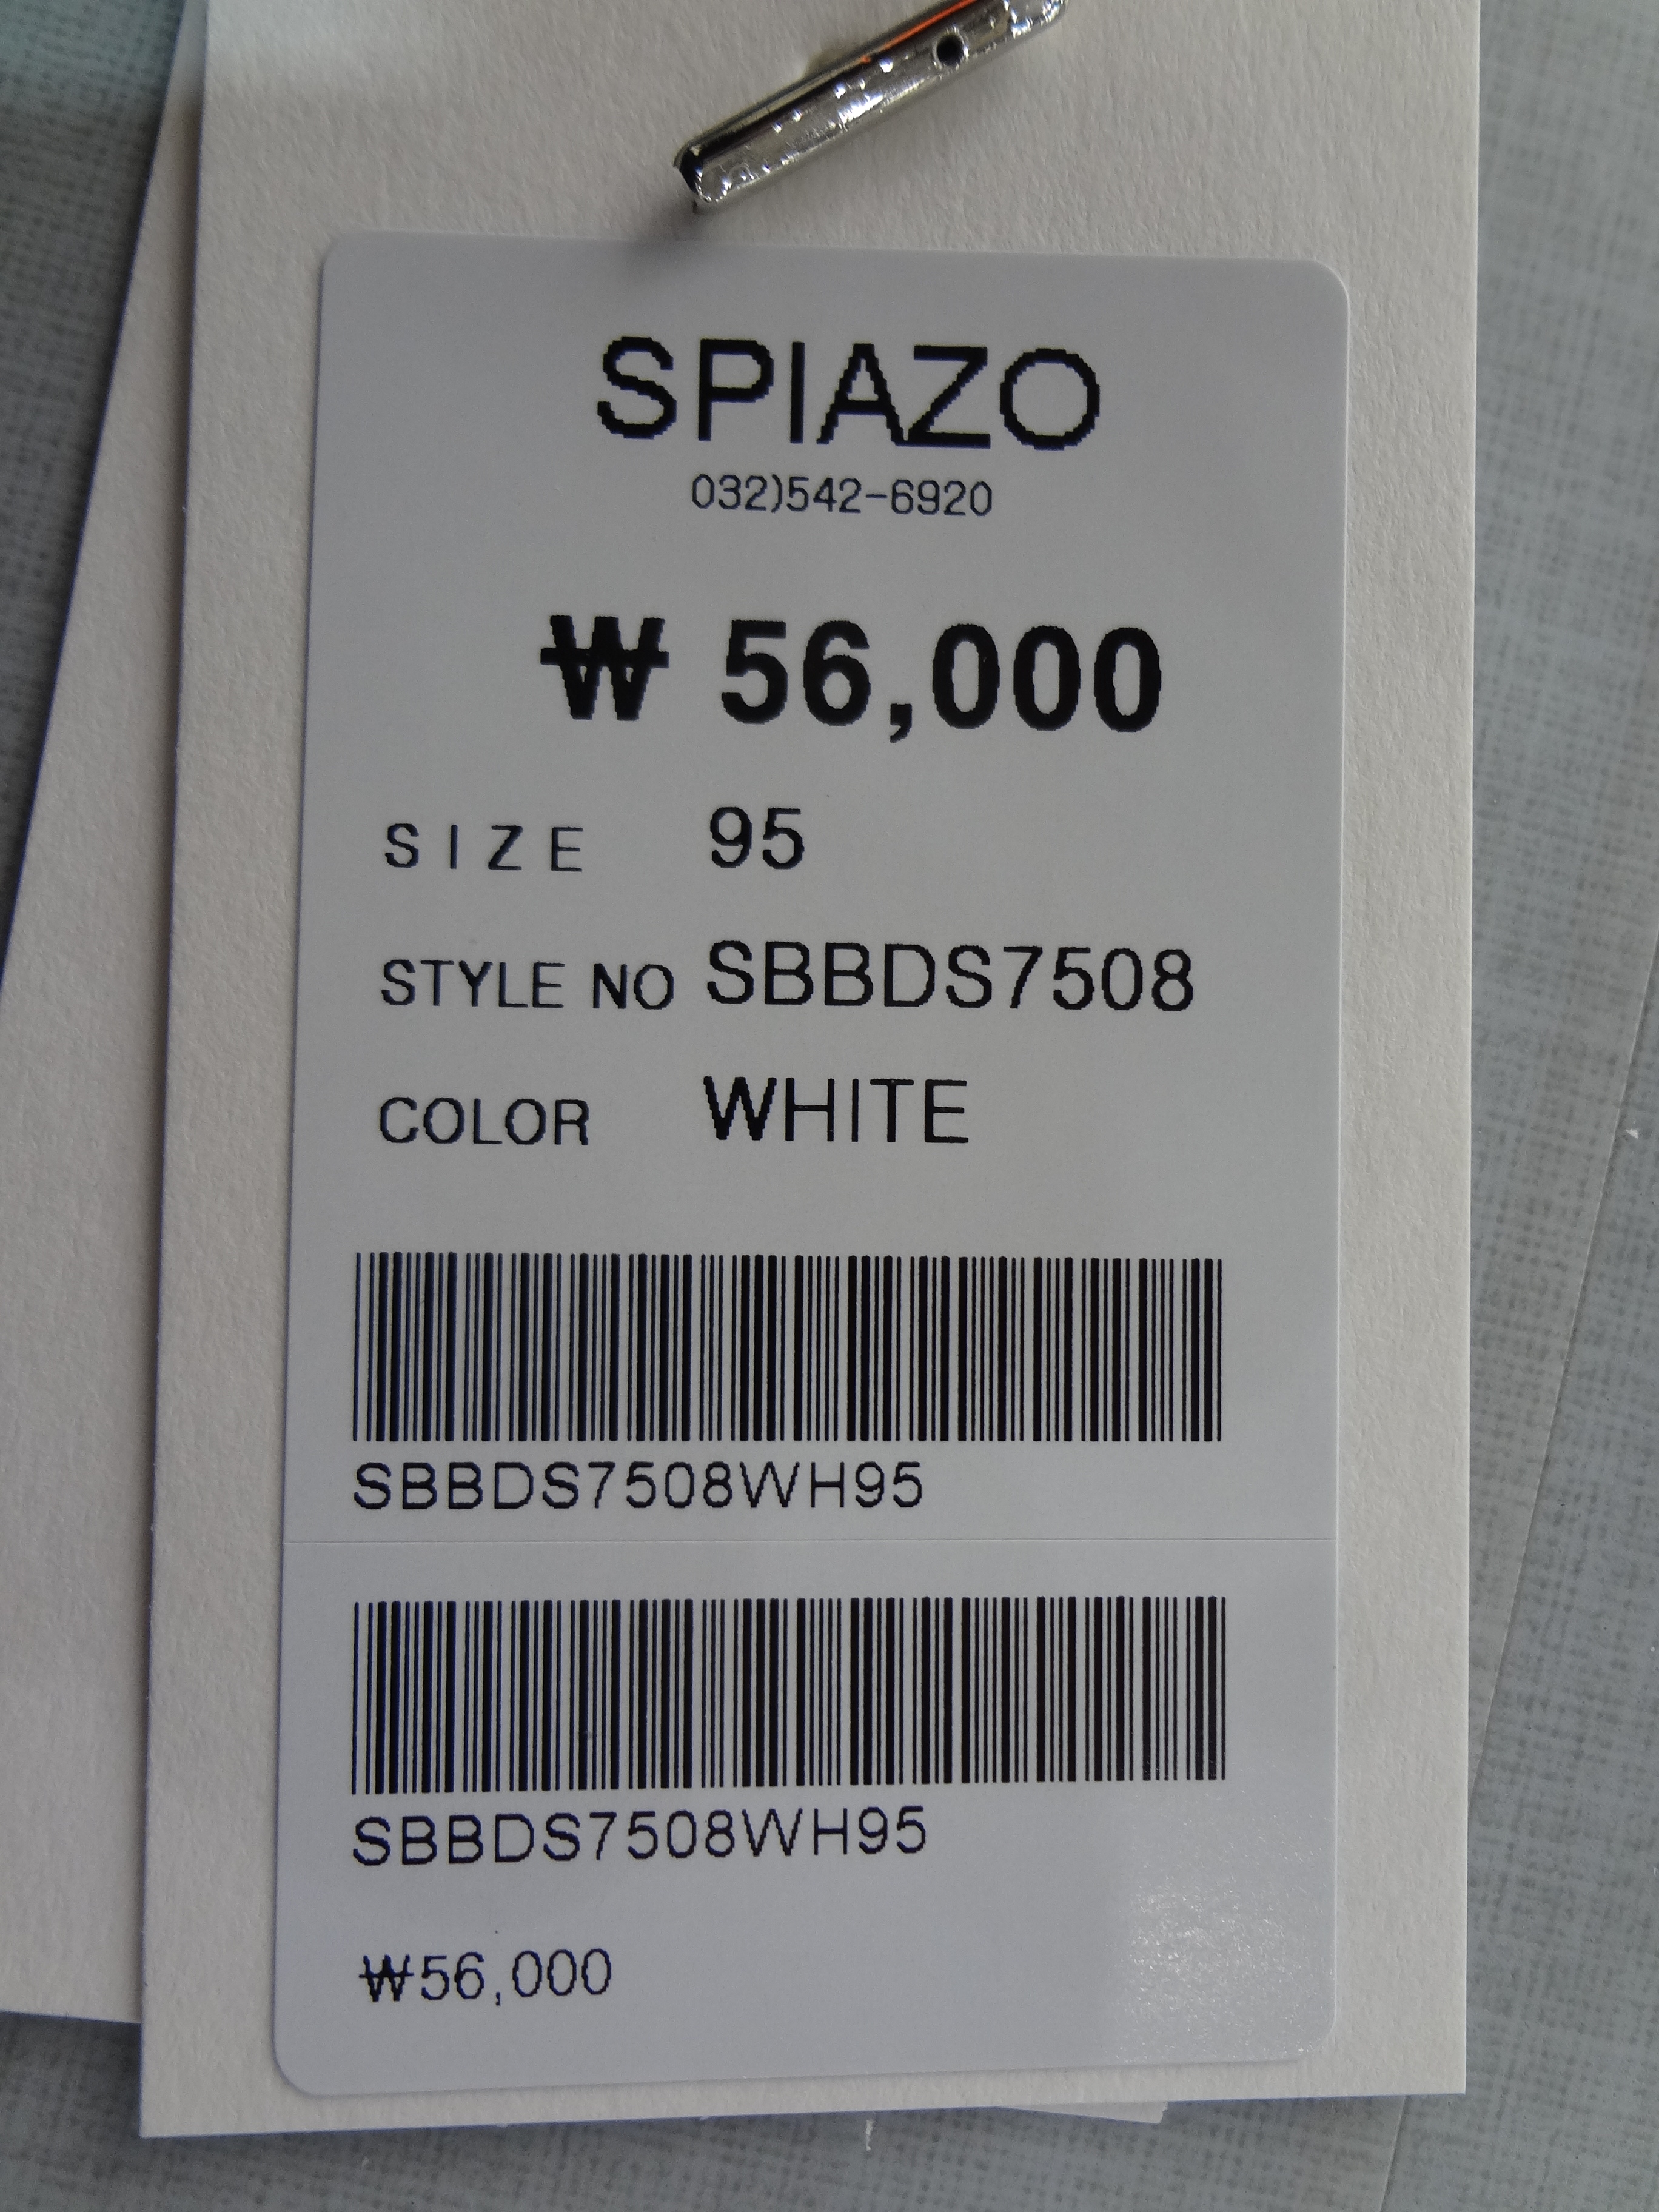 SPIAZO
032)542-6920
₩ 56,000
SIZE 95
STYLE NO SBBDS7508
COLOR WHITE
SBBDS7508WH95
SBBDS7508WH95
₩56,000